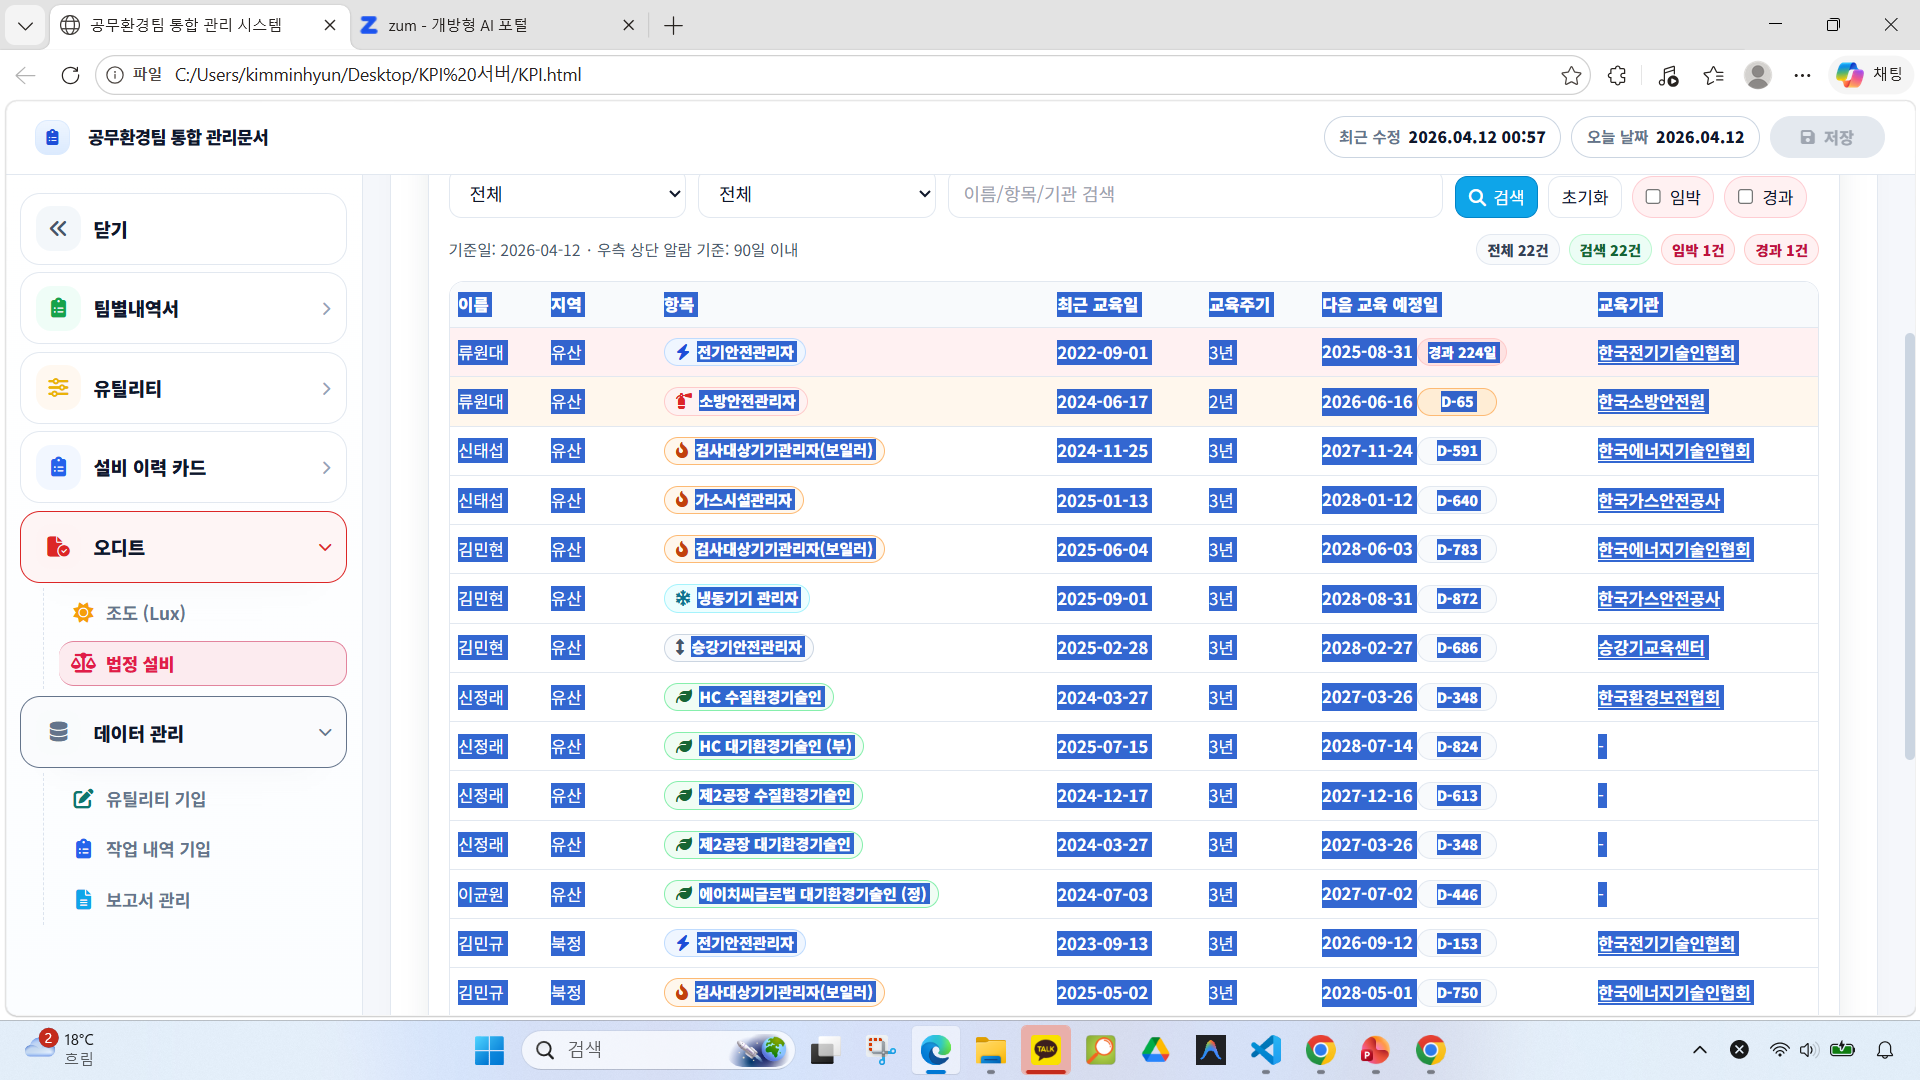 공무환경팀 통합 관리 시스템
zum - 개방형 AI 포털
파일 C:/Users/kimminhyun/Desktop/KPI%20서버/KPI.html
채팅
공무환경팀 통합 관리문서
최근 수정 2026.04.12 00:57
오늘 날짜 2026.04.12
저장
닫기
팀별내역서
유틸리티
설비 이력 카드
오디트
조도 (Lux)
법정 설비
데이터 관리
유틸리티 기입
작업 내역 기입
보고서 관리
전체 전체 이름/항목/기관 검색 검색 초기화 임박 경과
기준일: 2026-04-12 · 우측 상단 알람 기준: 90일 이내
전체 22건 검색 22건 임박 1건 경과 1건
이름 지역 항목 최근 교육일 교육주기 다음 교육 예정일 교육기관
류원대 유산 전기안전관리자 2022-09-01 3년 2025-08-31 경과 224일 한국전기기술인협회
류원대 유산 소방안전관리자 2024-06-17 2년 2026-06-16 D-65 한국소방안전원
신태섭 유산 검사대상기기관리자(보일러) 2024-11-25 3년 2027-11-24 D-591 한국에너지기술인협회
신태섭 유산 가스시설관리자 2025-01-13 3년 2028-01-12 D-640 한국가스안전공사
김민현 유산 검사대상기기관리자(보일러) 2025-06-04 3년 2028-06-03 D-783 한국에너지기술인협회
김민현 유산 냉동기기 관리자 2025-09-01 3년 2028-08-31 D-872 한국가스안전공사
김민현 유산 승강기안전관리자 2025-02-28 3년 2028-02-27 D-686 승강기교육센터
신정래 유산 HC 수질환경기술인 2024-03-27 3년 2027-03-26 D-348 한국환경보전협회
신정래 유산 HC 대기환경기술인 (부) 2025-07-15 3년 2028-07-14 D-824 -
신정래 유산 제2공장 수질환경기술인 2024-12-17 3년 2027-12-16 D-613 -
신정래 유산 제2공장 대기환경기술인 2024-03-27 3년 2027-03-26 D-348 -
이균원 유산 에이치씨글로벌 대기환경기술인 (정) 2024-07-03 3년 2027-07-02 D-446 -
김민규 북정 전기안전관리자 2023-09-13 3년 2026-09-12 D-153 한국전기기술인협회
김민규 북정 검사대상기기관리자(보일러) 2025-05-02 3년 2028-05-01 D-750 한국에너지기술인협회
2
18°C
흐림
검색
TALK